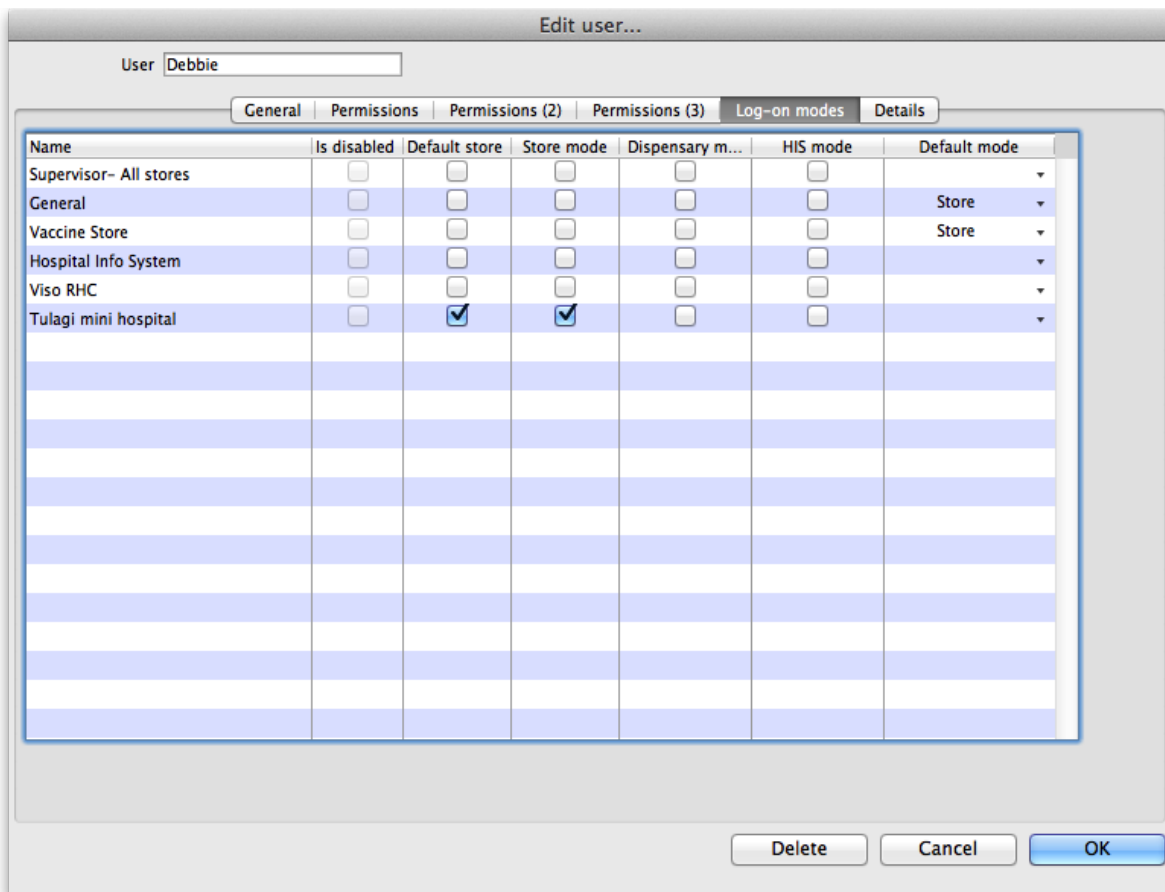 Edit user...
User Debbie
General Permissions Permissions (2) Permissions (3) Log-on modes Details
Name Is disabled Default store Store mode Dispensary m... HIS mode Default mode
Supervisor- All stores
General Store
Vaccine Store Store
Hospital Info System
Viso RHC
Tulagi mini hospital
Delete Cancel OK